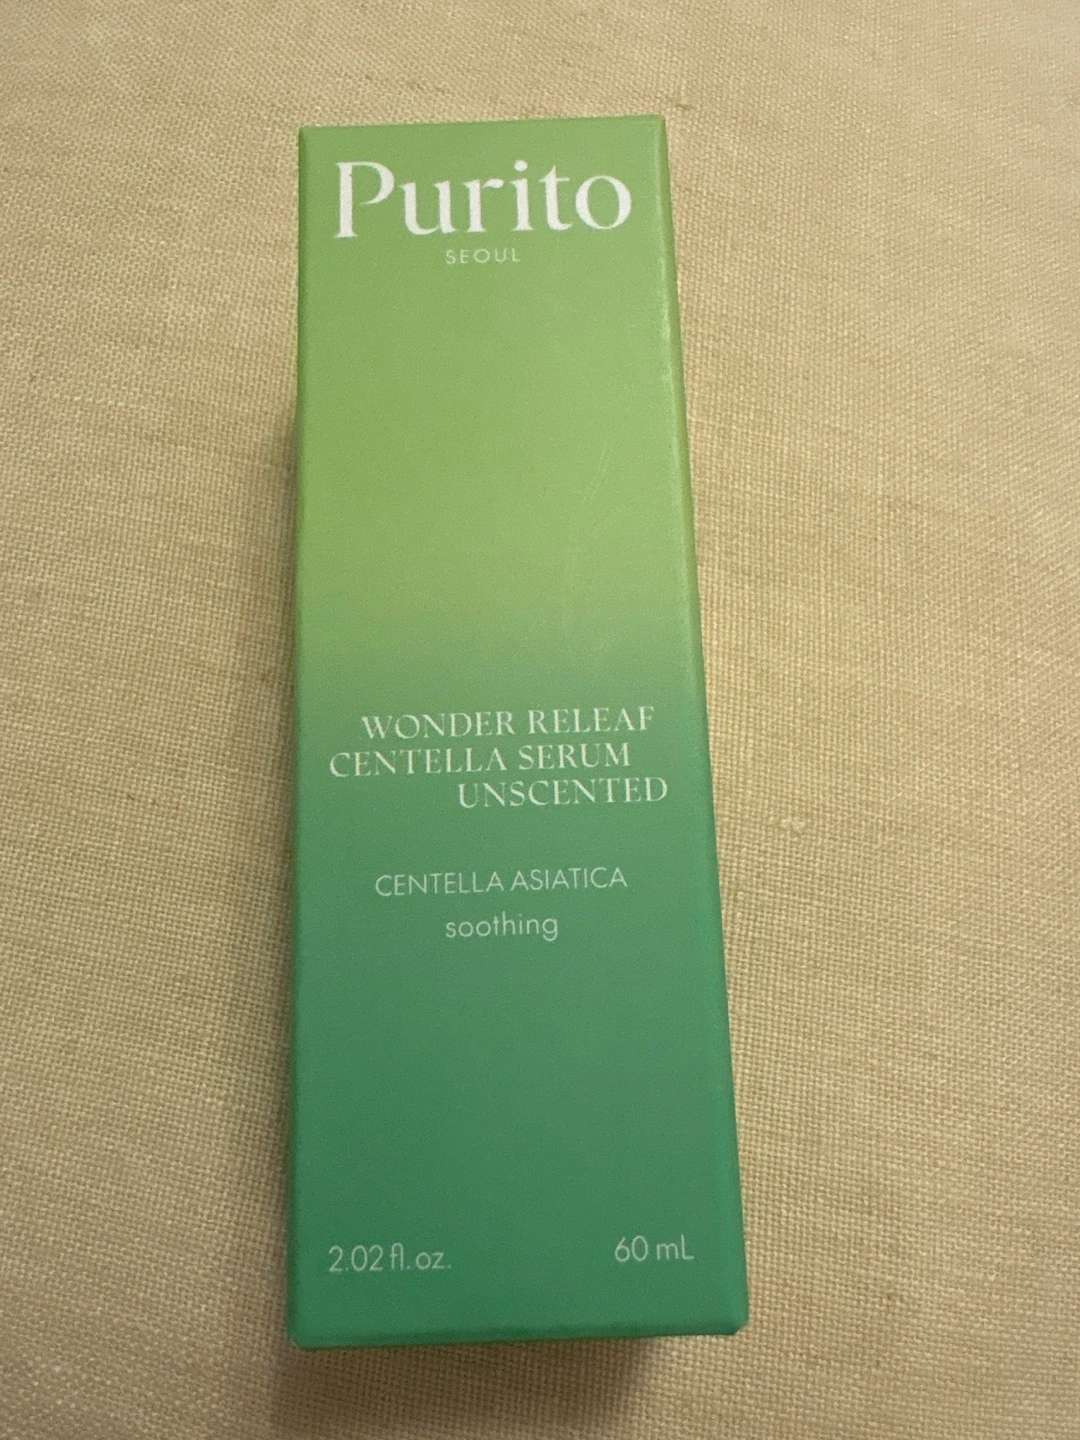 Purito
SEOUL
WONDER RELEAF
CENTELLA SERUM
UNSCENTED
CENTELLA ASIATICA
soothing
2.02 fl. oz. 60 mL